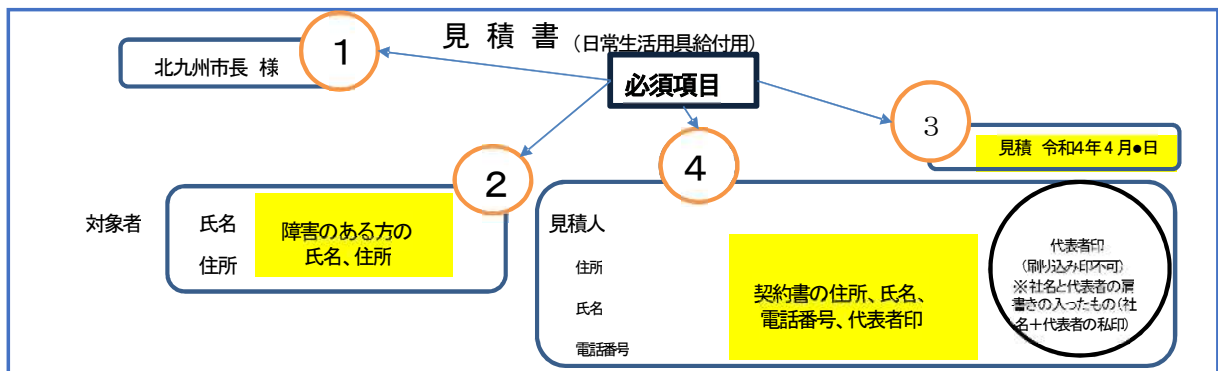 見 積 書 (日常生活用具給付用)
1
北九州市長 様
必須項目
3
見積 令和4年4月●日
2
4
対象者
氏名
住所
障害のある方の
氏名、住所
見積人
住所
氏名
電話番号
契約書の住所、氏名、
電話番号、代表者印
代表者印
(刷り込み印不可)
※社名と代表者の肩
書きの入ったもの(社
名+代表者の私印)